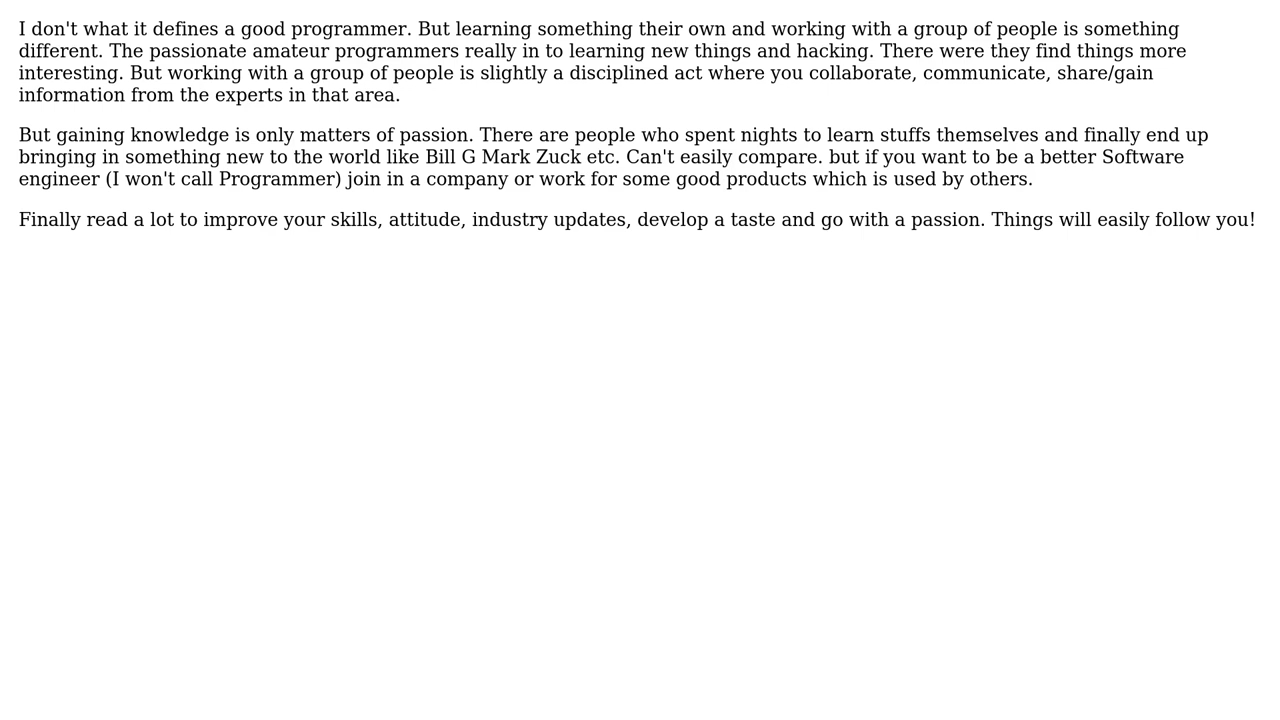 I don't what it defines a good programmer. But learning something their own and working with a group of people is something
different. The passionate amateur programmers really in to learning new things and hacking. There were they find things more
interesting. But working with a group of people is slightly a disciplined act where you collaborate, communicate, share/gain
information from the experts in that area.
But gaining knowledge is only matters of passion. There are people who spent nights to learn stuffs themselves and finally end up
bringing in something new to the world like Bill G Mark Zuck etc. Can't easily compare. but if you want to be a better Software
engineer (I won't call Programmer) join in a company or work for some good products which is used by others.
Finally read a lot to improve your skills, attitude, industry updates, develop a taste and go with a passion. Things will easily follow you!